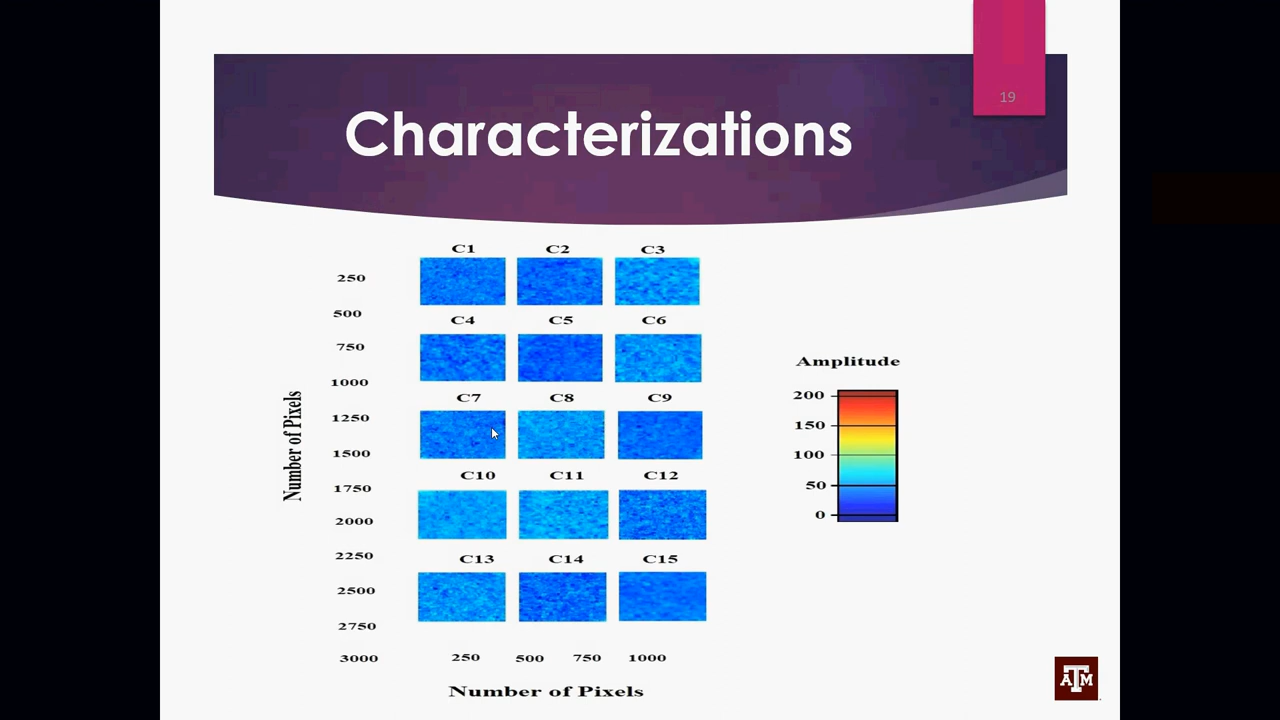 19
Characterizations
C1 C2 C3
250
500
C4 C5 C6
750
1000
C7 C8 C9
1250
1500
C10 C11 C12
1750
2000
C13 C14 C15
2250
2500
2750
3000
250 500 750 1000
Number of Pixels
Number of Pixels
Amplitude
200
150
100
50
0
ATM